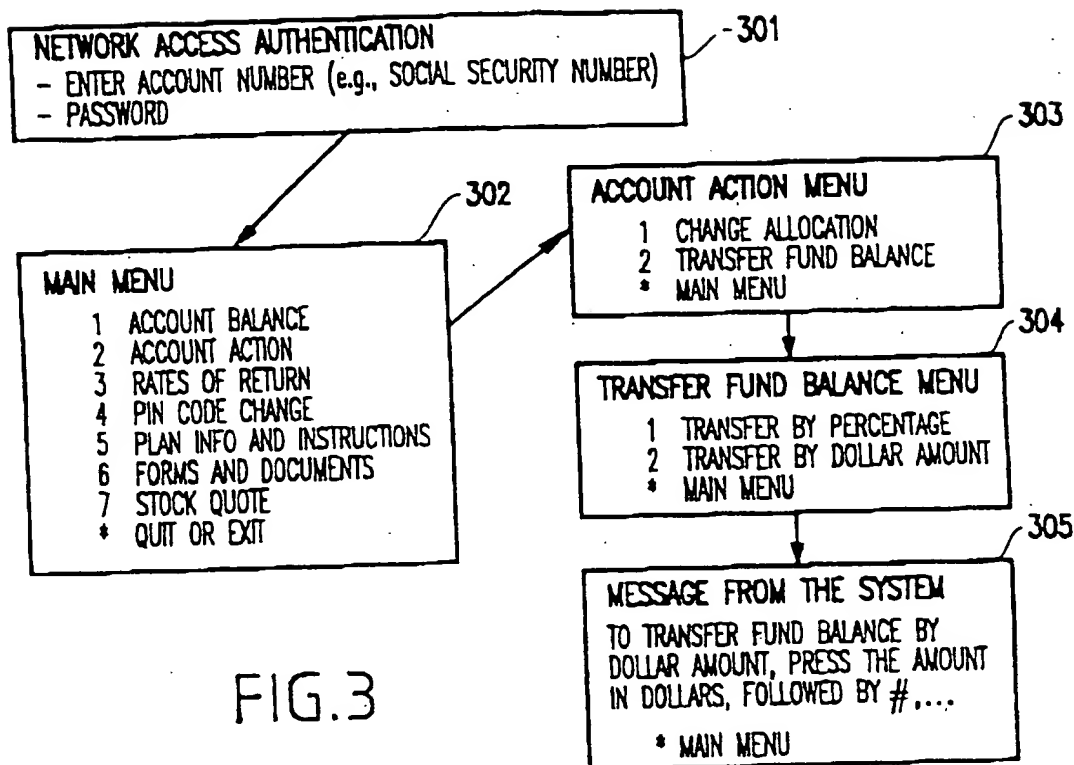 NETWORK ACCESS AUTHENTICATION
- ENTER ACCOUNT NUMBER (e.g., SOCIAL SECURITY NUMBER)
- PASSWORD
301
302
MAIN MENU
1 ACCOUNT BALANCE
2 ACCOUNT ACTION
3 RATES OF RETURN
4 PIN CODE CHANGE
5 PLAN INFO AND INSTRUCTIONS
6 FORMS AND DOCUMENTS
7 STOCK QUOTE
* QUIT OR EXIT
303
ACCOUNT ACTION MENU
1 CHANGE ALLOCATION
2 TRANSFER FUND BALANCE
* MAIN MENU
304
TRANSFER FUND BALANCE MENU
1 TRANSFER BY PERCENTAGE
2 TRANSFER BY DOLLAR AMOUNT
* MAIN MENU
305
MESSAGE FROM THE SYSTEM
TO TRANSFER FUND BALANCE BY
DOLLAR AMOUNT, PRESS THE AMOUNT
IN DOLLARS, FOLLOWED BY #,...
* MAIN MENU
FIG.3